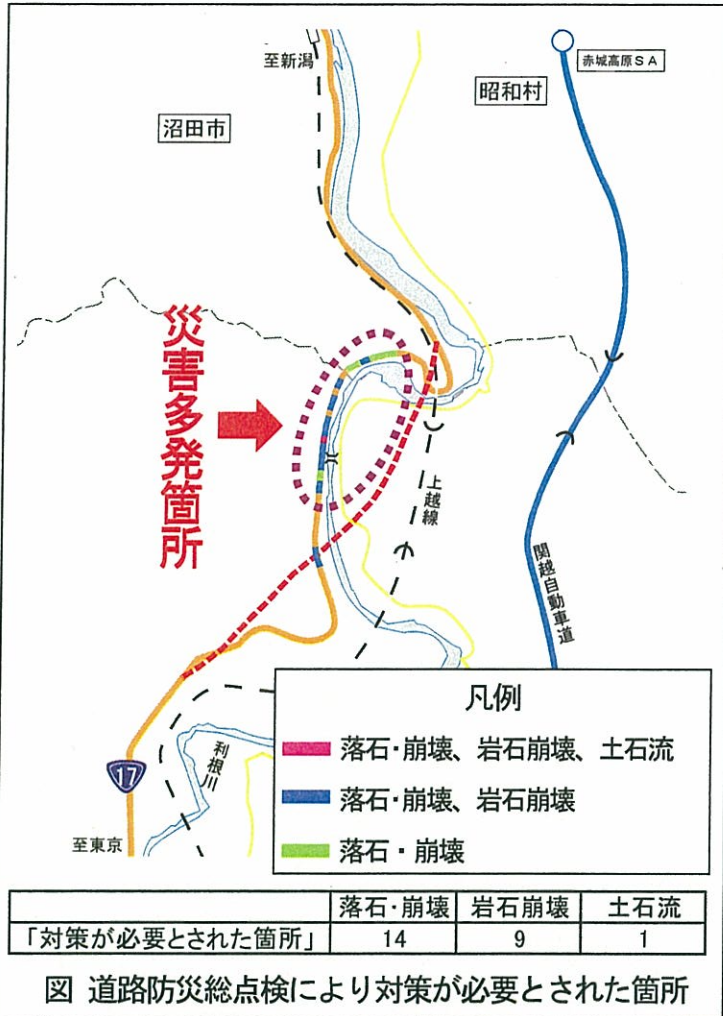 至新潟
赤城高原SA
昭和村
沼田市
災害多発箇所
上越線
関越自動車道
利根川
17
至東京
凡例
落石・崩壊、岩石崩壊、土石流
落石・崩壊、岩石崩壊
落石・崩壊
落石・崩壊 岩石崩壊 土石流
「対策が必要とされた箇所」 14 9 1
図 道路防災総点検により対策が必要とされた箇所